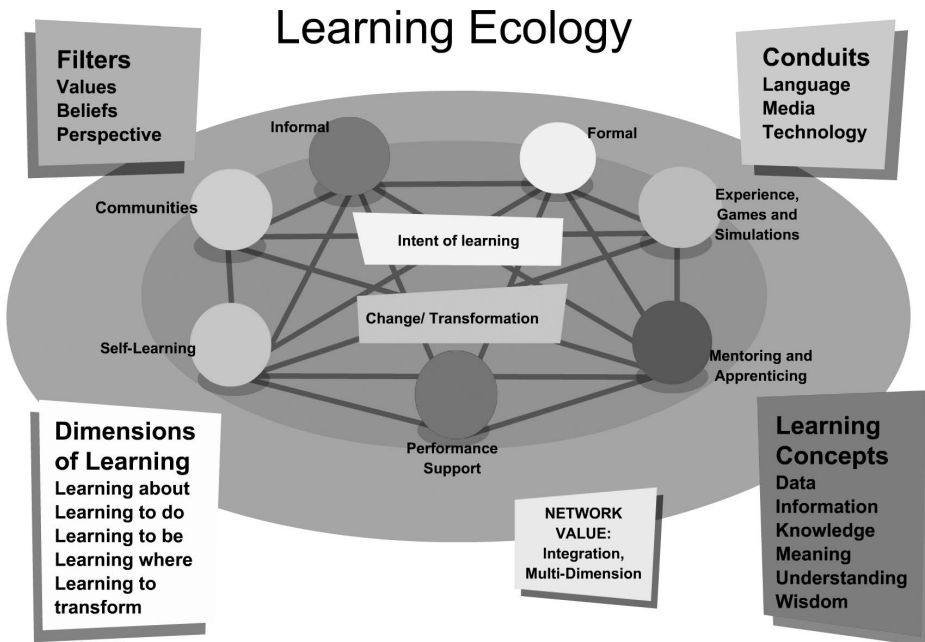 Learning Ecology
Filters
Values
Beliefs
Perspective
Conduits
Language
Media
Technology
Informal
Formal
Communities
Experience,
Games and
Simulations
Intent of learning
Change/ Transformation
Self-Learning
Mentoring and
Apprenticing
Performance
Support
Dimensions
of Learning
Learning about
Learning to do
Learning to be
Learning where
Learning to
transform
NETWORK
VALUE:
Integration,
Multi-Dimension
Learning
Concepts
Data
Information
Knowledge
Meaning
Understanding
Wisdom